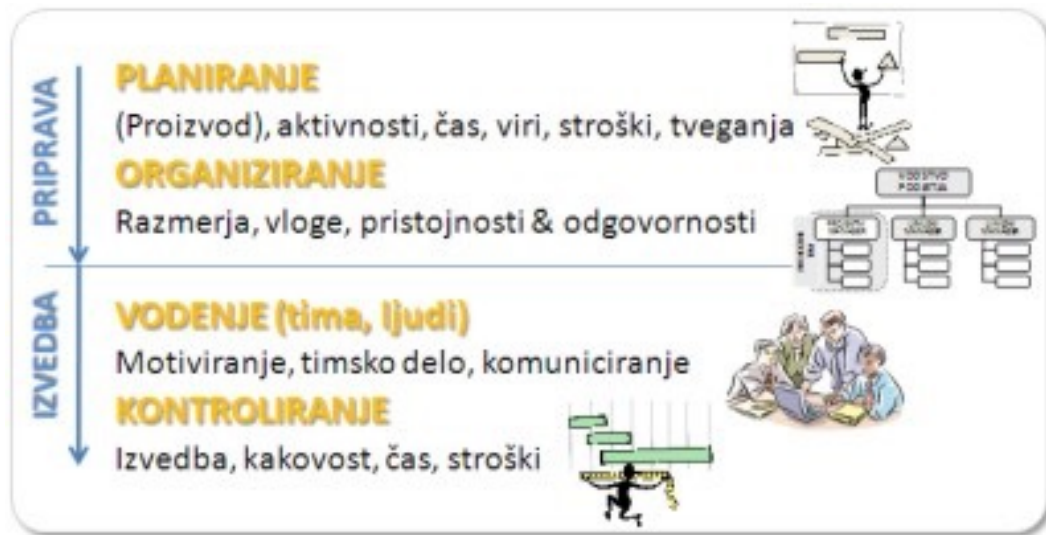 PRIPRAVA
PLANIRANJE
(Proizvod), aktivnosti, čas, viri, stroški, tveganja
ORGANIZIRANJE
Razmerja, vloge, pristojnosti & odgovornosti
IZVEDBA
VODENJE (tima, ljudi)
Motiviranje, timsko delo, komuniciranje
KONTROLIRANJE
Izvedba, kakovost, čas, stroški